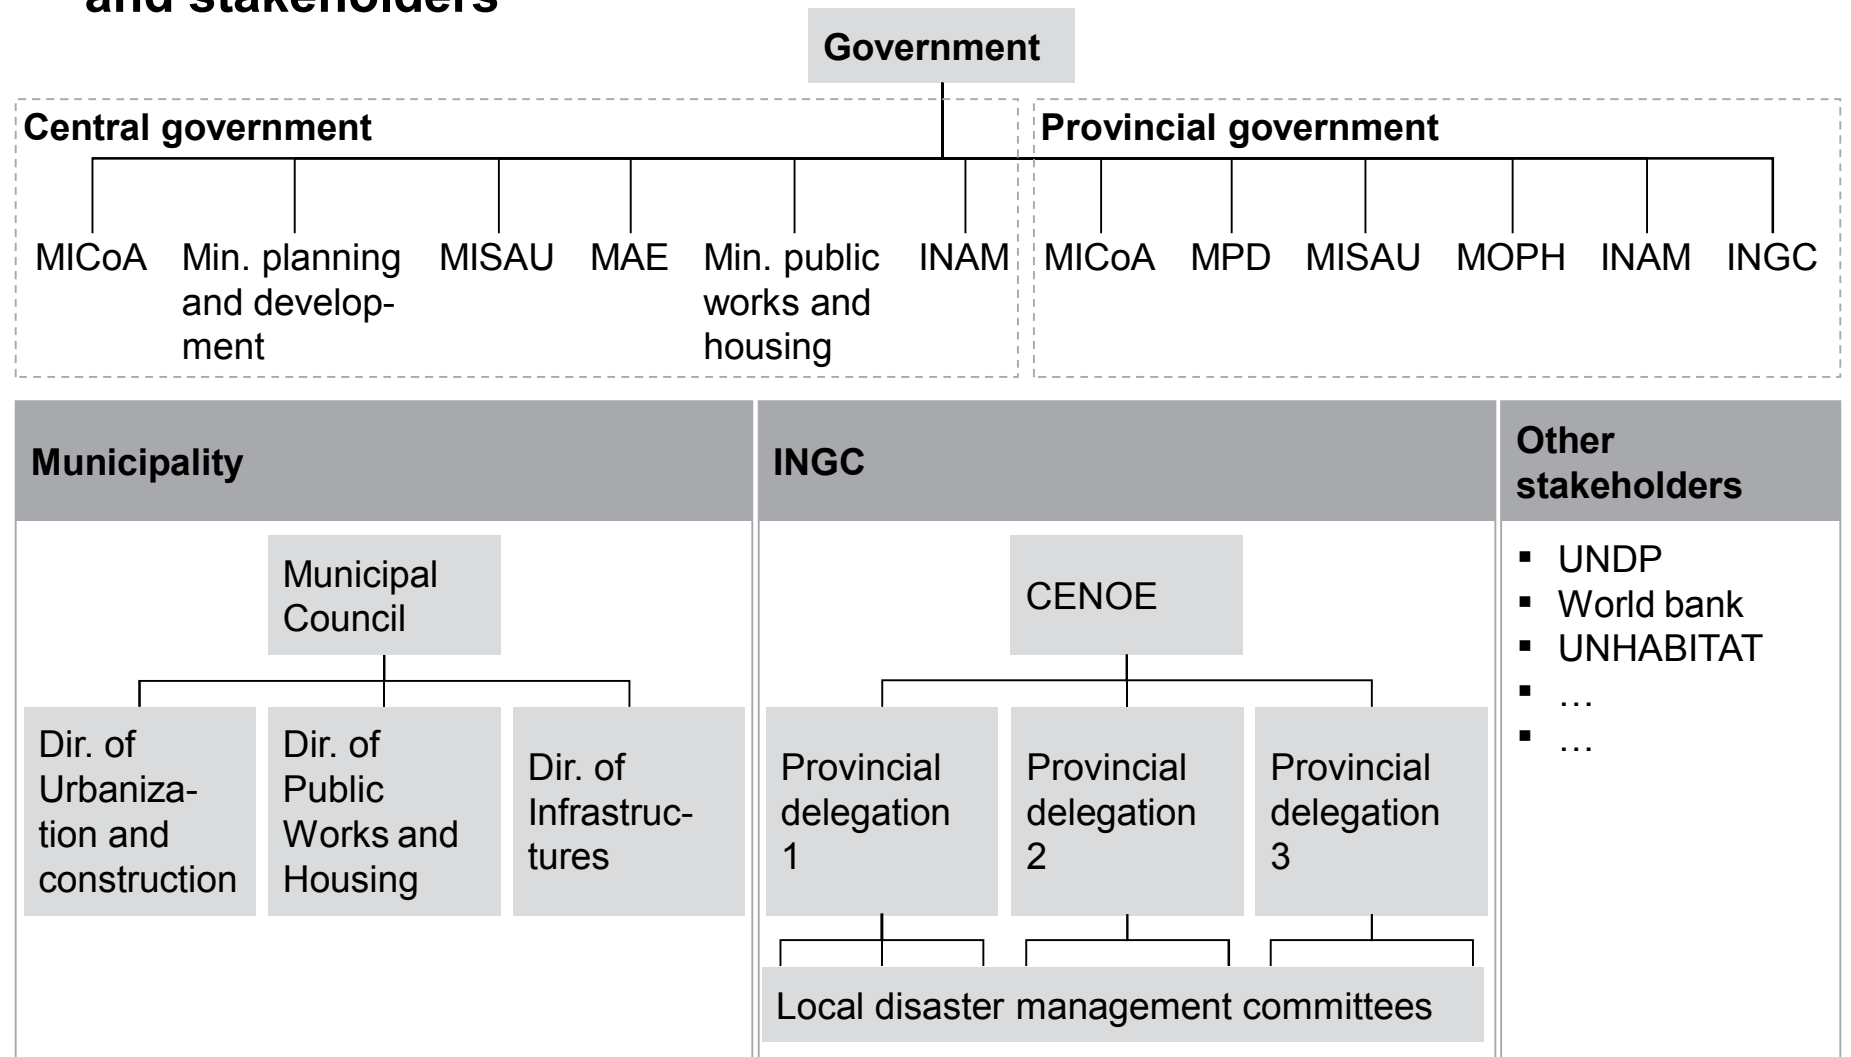 and stakeholders
Government
Central government
Provincial government
MICoA
Min. planning
and develop-
ment
MISAU
MAE
Min. public
works and
housing
INAM
MICoA
MPD
MISAU
MOPH
INAM
INGC
Municipality
Municipal
Council
Dir. of
Urbaniza-
tion and
construction
Dir. of
Public
Works and
Housing
Dir. of
Infrastruc-
tures
INGC
CENOE
Provincial
delegation
1
Provincial
delegation
2
Provincial
delegation
3
Local disaster management committees
Other
stakeholders
▪ UNDP
▪ World bank
▪ UNHABITAT
▪ …
▪ …